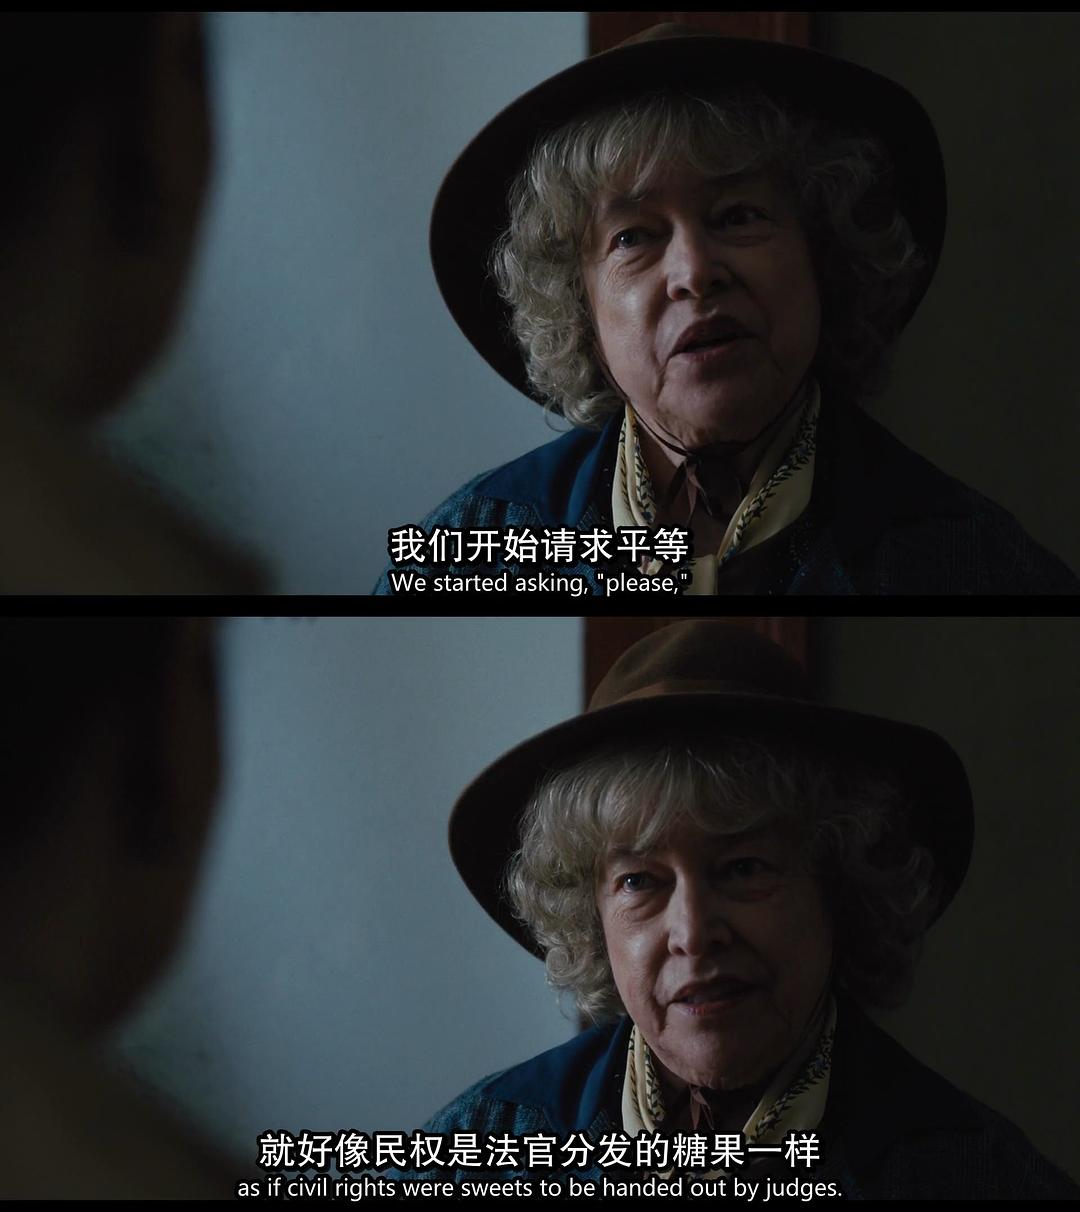 我们开始请求平等
We started asking, "please,"
就好像民权是法官分发的糖果一样
as if civil rights were sweets to be handed out by judges.